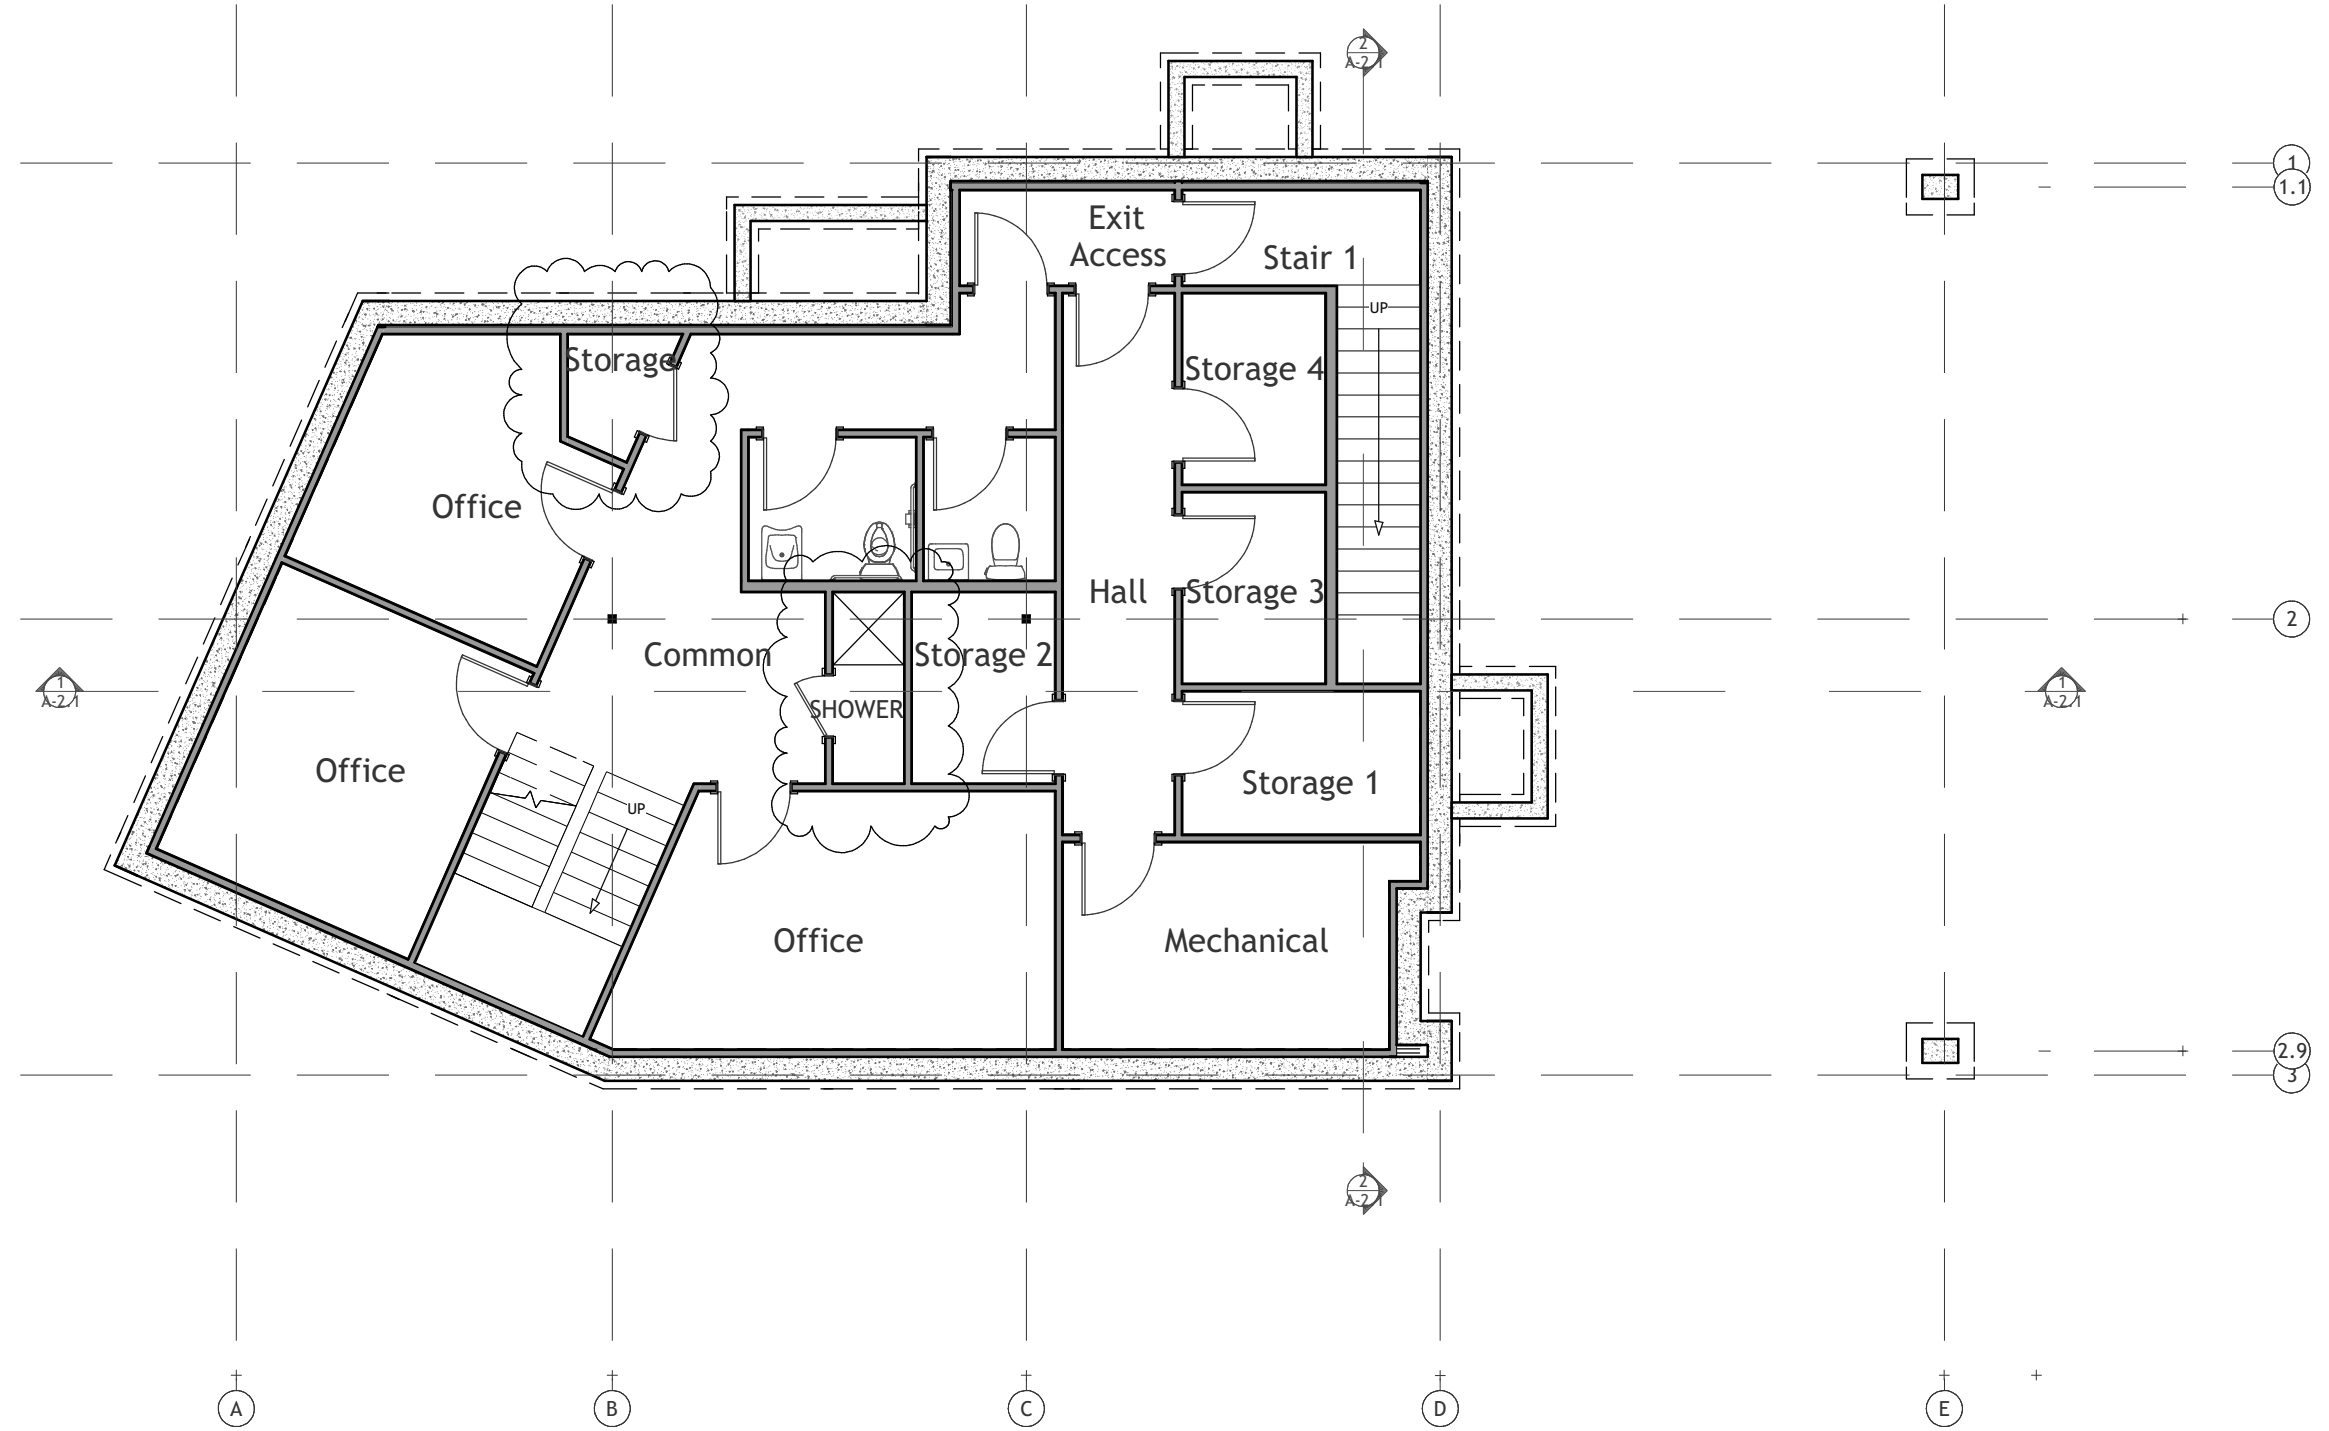 2
A-2.1
1
1.1
Exit
Access
Stair 1
UP
Storage
Storage 4
Office
Hall
Storage 3
2
Common
Storage 2
1
A-2.1
1
A-2.1
SHOWER
Office
Storage 1
UP
Office
Mechanical
2.9
3
2
A-2.1
A
B
C
D
E